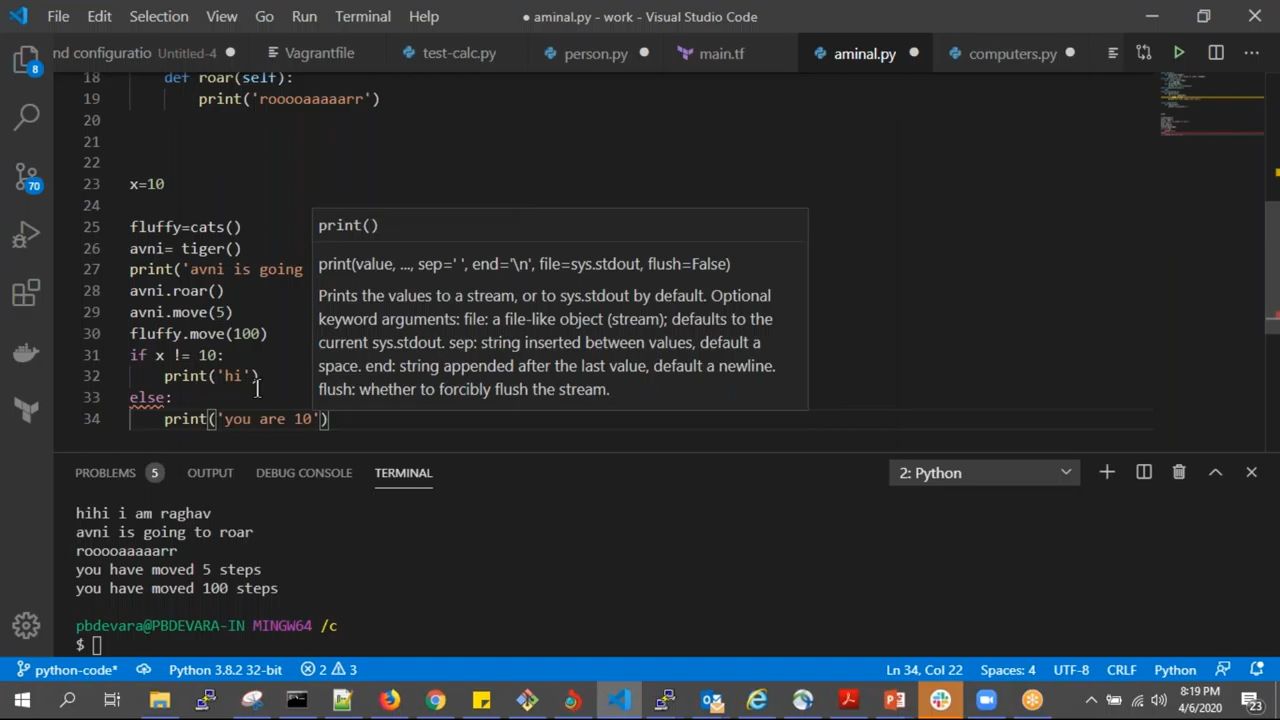 File Edit Selection View Go Run Terminal Help
● aminal.py - work - Visual Studio Code
nd configuratio Untitled-4 Vagrantfile test-calc.py person.py main.tf aminal.py computers.py
8
70
18 def roar(self):
19 print('rooooaaaaarr')
20
21
22
23 x=10
24
25 fluffy=cats()
26 avni= tiger()
27 print('avni is going
28 avni.roar()
29 avni.move(5)
30 fluffy.move(100)
31 if x != 10:
32 print('hi')
33 else:
34 print('you are 10')
print()
print(value, ..., sep=' ', end='\n', file=sys.stdout, flush=False)
Prints the values to a stream, or to sys.stdout by default. Optional
keyword arguments: file: a file-like object (stream); defaults to the
current sys.stdout. sep: string inserted between values, default a
space. end: string appended after the last value, default a newline.
flush: whether to forcibly flush the stream.
PROBLEMS 5 OUTPUT DEBUG CONSOLE TERMINAL 2: Python
hihi i am raghav
avni is going to roar
rooooaaaaarr
you have moved 5 steps
you have moved 100 steps
pbdevara@PBDEVARA-IN MINGW64 /c
$
python-code* Python 3.8.2 32-bit 2 3 Ln 34, Col 22 Spaces: 4 UTF-8 CRLF Python
8:19 PM
4/6/2020
23